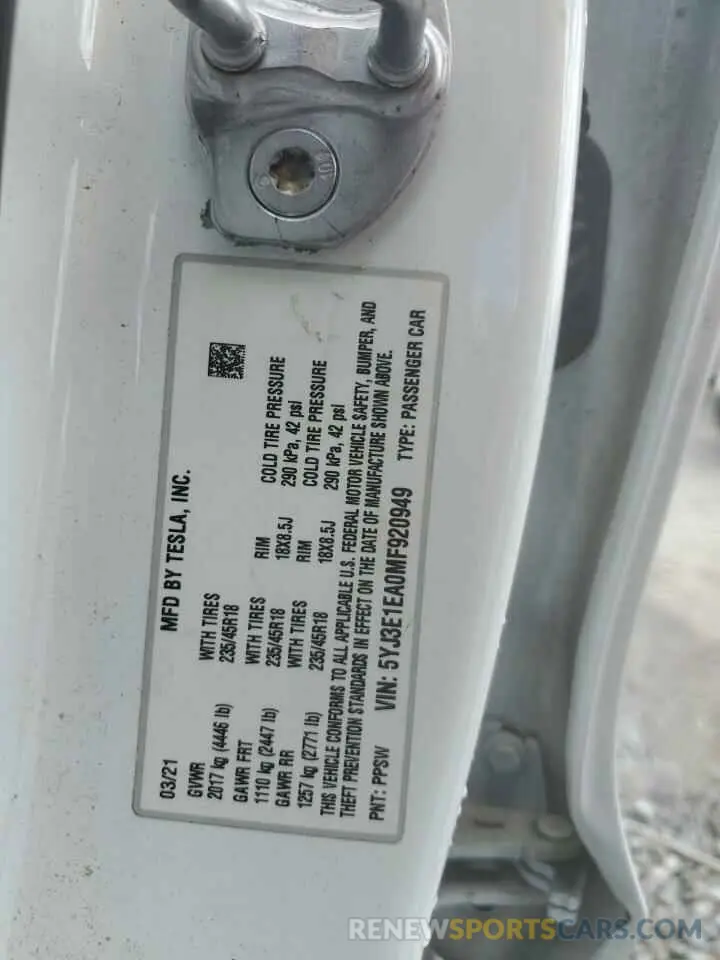 03/21 MFD BY TESLA, INC.
GVWR WITH TIRES
2017 kg (4446 lb) 235/45R18
GAWR FRT WITH TIRES RIM COLD TIRE PRESSURE
1110 kg (2447 lb) 235/45R18 18X8.5J 290 kPa, 42 psi
GAWR RR WITH TIRES RIM COLD TIRE PRESSURE
1257 kg (2771 lb) 235/45R18 18X8.5J 290 kPa, 42 psi
THIS VEHICLE CONFORMS TO ALL APPLICABLE U.S. FEDERAL MOTOR VEHICLE SAFETY, BUMPER, AND
THEFT PREVENTION STANDARDS IN EFFECT ON THE DATE OF MANUFACTURE SHOWN ABOVE.
PNT: PPSW VIN: 5YJ3E1EA0MF920949 TYPE: PASSENGER CAR
RENEWSPORTSCARS.COM